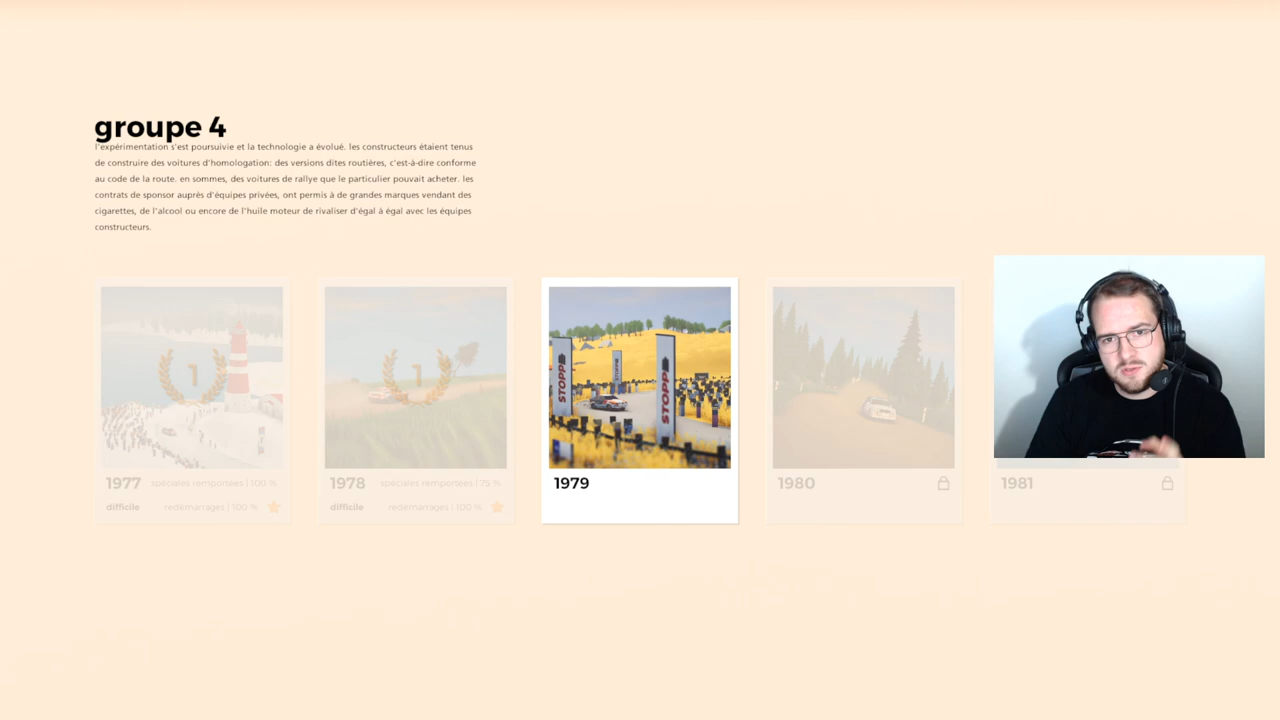 groupe 4
l'expérimentation s'est poursuivie et la technologie a évolué. les constructeurs étaient tenus
de construire des voitures d'homologation: des versions dites routières, c'est-à-dire conforme
au code de la route. en sommes, des voitures de rallye que le particulier pouvait acheter. les
contrats de sponsor auprès d'équipes privées, ont permis à de grandes marques vendant des
cigarettes, de l'alcool ou encore de l'huile moteur de rivaliser d'égal à égal avec les équipes
constructeurs.
1
1977 spéciales remportées | 100 %
difficile redémarrages | 100 %
1
1978 spéciales remportées | 75 %
difficile redémarrages | 100 %
STOPP
STOPP
STOPP
1979
1980
1981